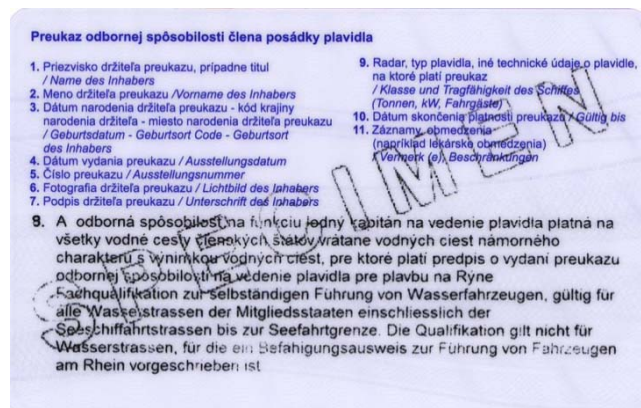 Preukaz odbornej spôsobilosti člena posádky plavidla
1. Priezvisko držiteľa preukazu, prípadne titul
/ Name des Inhabers
2. Meno držiteľa preukazu /Vorname des Inhabers
3. Dátum narodenia držiteľa preukazu - kód krajiny
narodenia držiteľa - miesto narodenia držiteľa preukazu
/ Geburtsdatum - Geburtsort Code - Geburtsort
des Inhabers
4. Dátum vydania preukazu / Ausstellungsdatum
5. Číslo preukazu / Ausstellungsnummer
6. Fotografia držiteľa preukazu / Lichtbild des Inhabers
7. Podpis držiteľa preukazu / Unterschrift des Inhabers
9. Radar, typ plavidla, iné technické údaje o plavidle,
na ktoré platí preukaz
/ Klasse und Tragfähigkeit des Schiffes
(Tonnen, kW, Fahrgäste)
10. Dátum skončenia platnosti preukazu / Gültig bis
11. Záznamy, obmedzenia
(napríklad lekárske obmedzenia)
/ Vermerk (e), Beschränkungen
8. A odborná spôsobilosť na funkciu lodný kapitán na vedenie plavidla platná na
všetky vodné cesty členských štátov vrátane vodných ciest námorného
charakteru s výnimkou vodných ciest, pre ktoré platí predpis o vydaní preukazu
odbornej spôsobilosti na vedenie plavidla pre plavbu na Rýne
Fachqualifikation zur selbständigen Führung von Wasserfahrzeugen, gültig für
alle Wasserstrassen der Mitgliedsstaaten einschliesslich der
Seeschiffahrtstrassen bis zur Seefahrtgrenze. Die Qualifikation gilt nicht für
Wasserstrassen, für die ein Befahigungsausweis zur Führung von Fahrzeugen
am Rhein vorgeschrieben ist
SPECIMEN